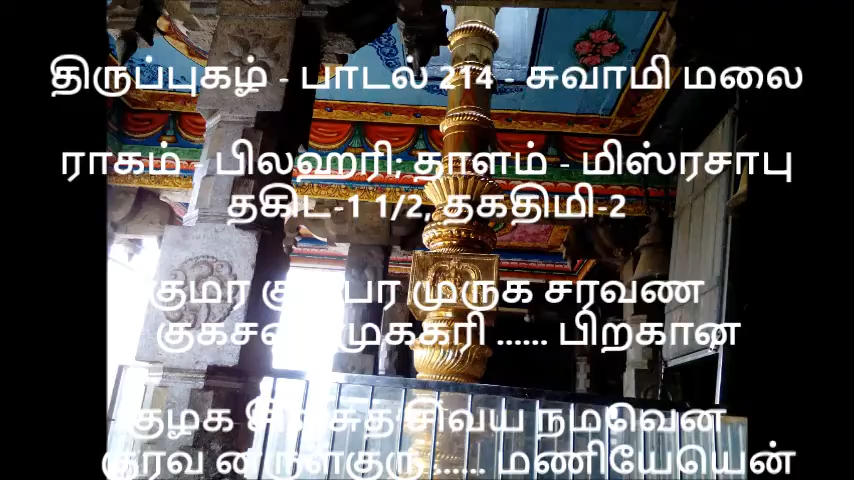 திருப்புகழ் - பாடல் 214 - சுவாமி மலை
ராகம் - பிலஹரி; தாளம் - மிஸ்ரசாபு
தகிட-1 1/2, தகதிமி-2
குமர முருக சரவண
...... பிறகான
குழக சிவய நமவென
...... மணியேயென்